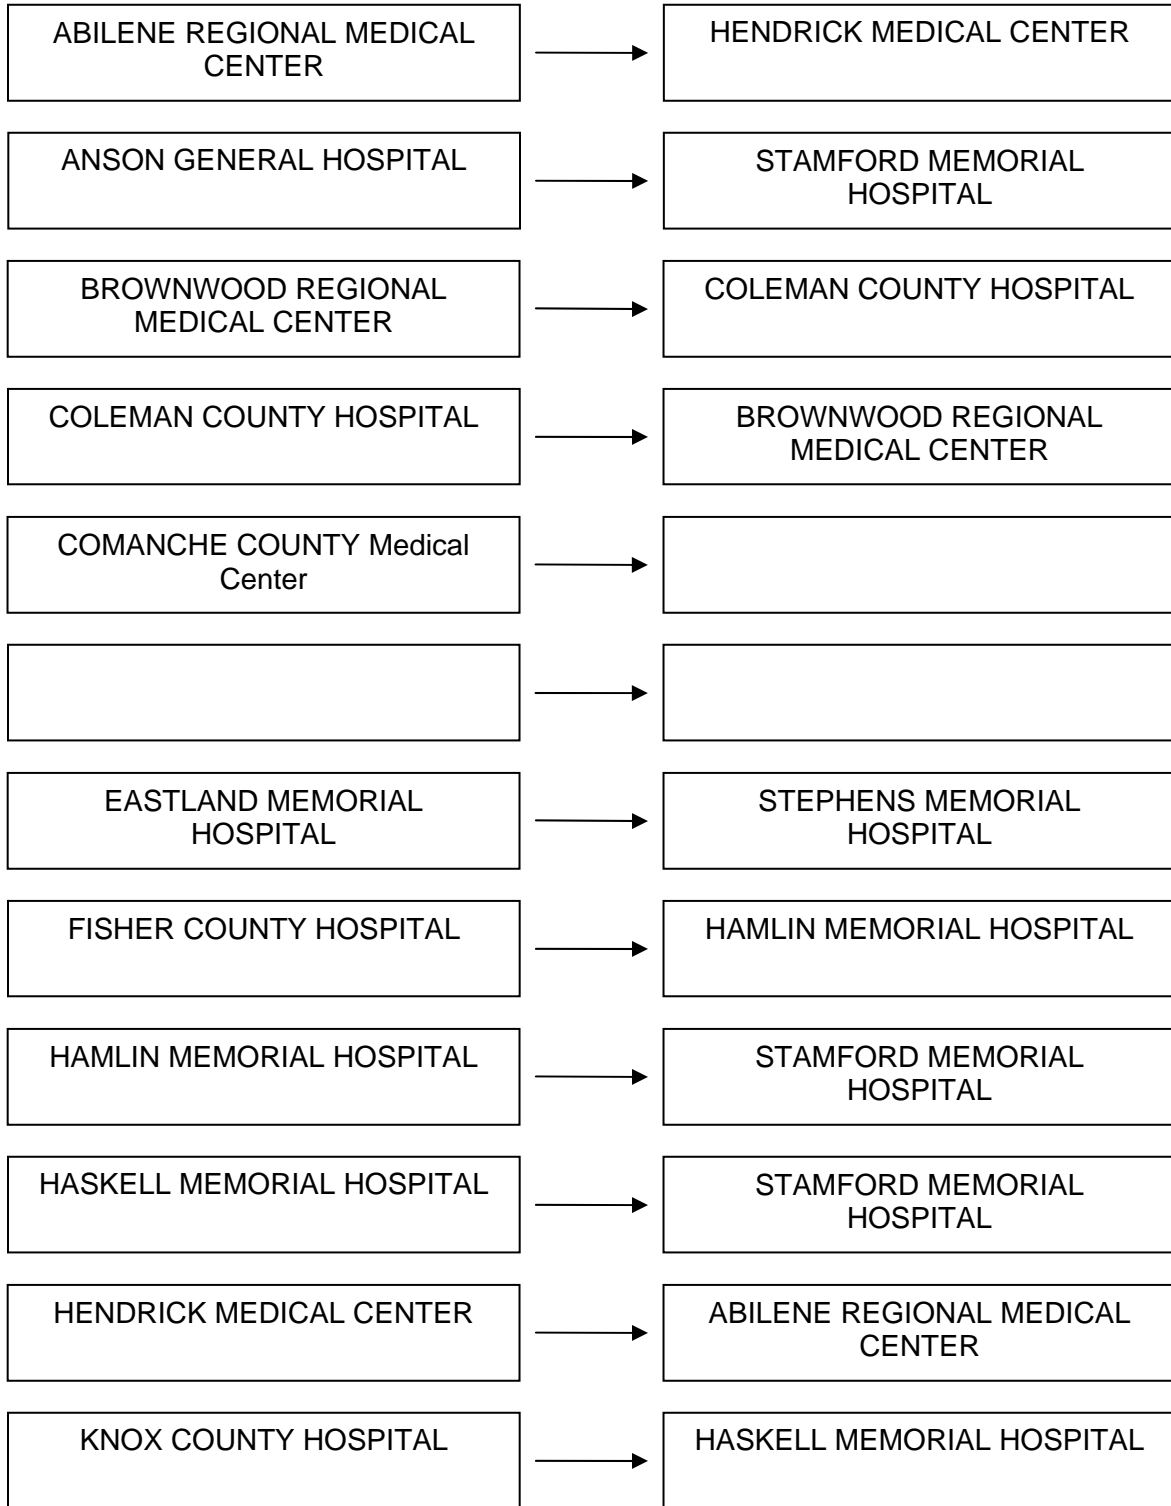 ABILENE REGIONAL MEDICAL
CENTER
HENDRICK MEDICAL CENTER
ANSON GENERAL HOSPITAL
STAMFORD MEMORIAL
HOSPITAL
BROWNWOOD REGIONAL
MEDICAL CENTER
COLEMAN COUNTY HOSPITAL
COLEMAN COUNTY HOSPITAL
BROWNWOOD REGIONAL
MEDICAL CENTER
COMANCHE COUNTY Medical
Center
EASTLAND MEMORIAL
HOSPITAL
STEPHENS MEMORIAL
HOSPITAL
FISHER COUNTY HOSPITAL
HAMLIN MEMORIAL HOSPITAL
HAMLIN MEMORIAL HOSPITAL
STAMFORD MEMORIAL
HOSPITAL
HASKELL MEMORIAL HOSPITAL
STAMFORD MEMORIAL
HOSPITAL
HENDRICK MEDICAL CENTER
ABILENE REGIONAL MEDICAL
CENTER
KNOX COUNTY HOSPITAL
HASKELL MEMORIAL HOSPITAL